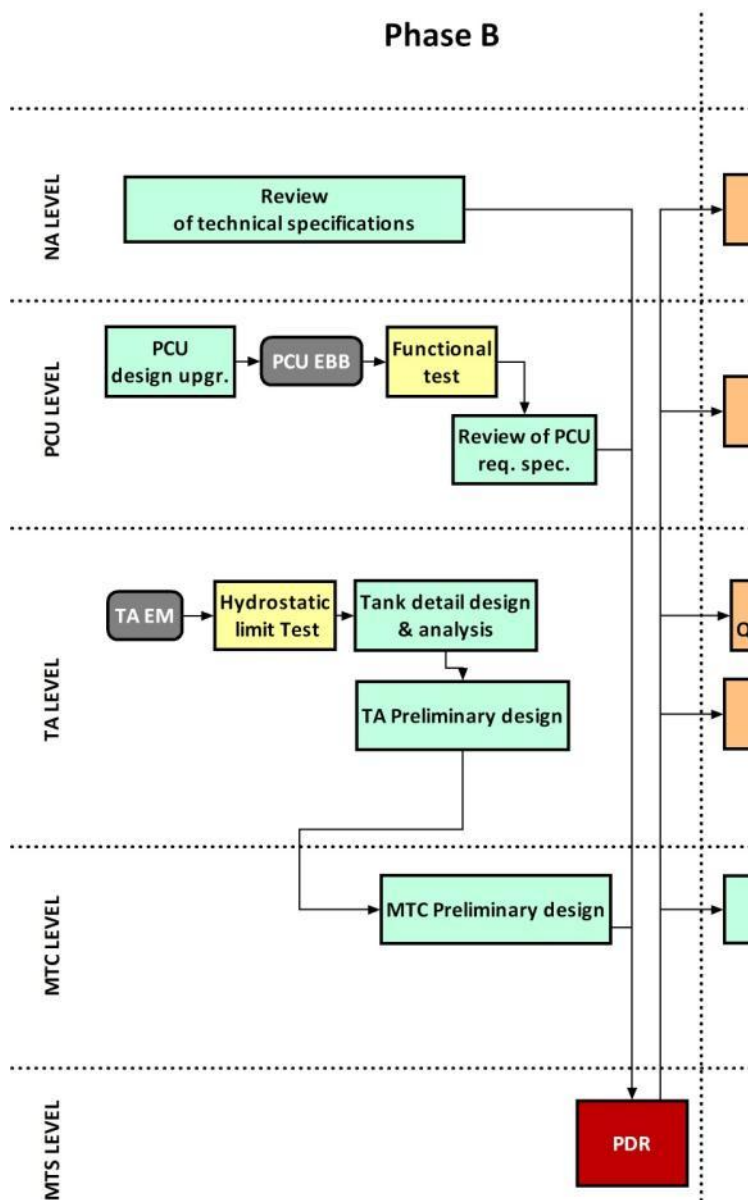 Phase B
NA LEVEL
Review
of technical specifications
PCU LEVEL
PCU
design upgr.
PCU EBB
Functional
test
Review of PCU
req. spec.
TA LEVEL
TA EM
Hydrostatic
limit Test
Tank detail design
& analysis
Q
TA Preliminary design
MTC LEVEL
MTC Preliminary design
MTS LEVEL
PDR